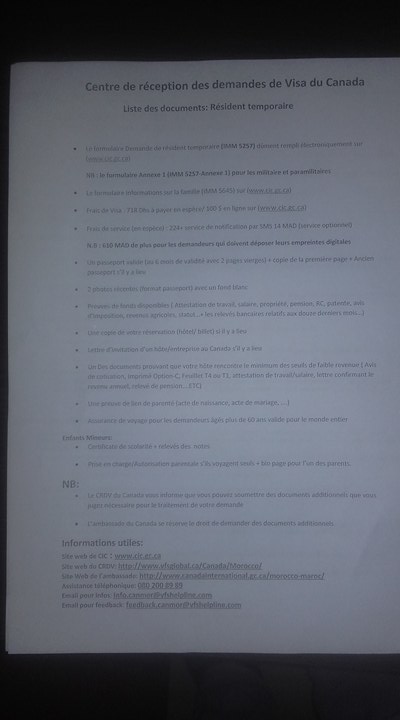 Centre de réception des demandes de Visa du Canada
Liste des documents: Résident temporaire
Le formulaire Demande de résident temporaire (IMM 5257) dûment rempli électroniquement sur
(www.cic.gc.ca)
NB : le formulaire Annexe 1 (IMM 5257-Annexe 1) pour les militaire et paramilitaires
Le formulaire informations sur la famille (IMM 5645) sur (www.cic.gc.ca)
Frais de visa : 718 Dhs à payer en espèce/ 100 $ en ligne sur (www.cic.gc.ca)
Frais de service (en espèce) : 224+ service de notification par SMS 14 MAD (service optionnel)
N.B : 610 MAD de plus pour les demandeurs qui doivent déposer leurs empreintes digitales
Un passeport valide (au 6 mois de validité avec 2 pages vierges) + copie de la première page + Ancien
passeport s'il y a lieu
2 photos récentes (format passeport) avec un fond blanc
Preuves de fonds disponibles ( Attestation de travail, salaire, propriété, pension, RC, patente, avis
d'imposition, revenus agricoles, statut ..+ les relevés bancaires relatifs aux douze derniers mois...)
Une copie de votre réservation (hôtel/ billet) si il y a lieu
Lettre d'invitation d'un hôte/entreprise au Canada s'il y a lieu
Un Des documents prouvant que hôte rencontre le minimum des seuils de faible revenue ( Avis
de cotisation, imprimé Option-C, Feuillet T4 ou T1, attestation de travail/salaire, lettre confirmant le
revenu annuel, relevé de pension...ETC)
Une preuve de lien de parenté (acte de naissance, acte de mariage, ...)
Assurance de voyage pour les demandeurs âgés plus de 60 ans valide pour le monde entier
Enfants Mineurs:
Certificat de scolarité + relevés des notes
Prise en charge/Autorisation parentale s'ils voyagent seuls + bio page pour l'un des parents.
NB:
Le CRDV du Canada vous informe que vous pouvez soumettre des documents additionnels que vous
jugez nécessaire pour le traitement de votre demande
L'ambassade du Canada se réserve le droit de demander des documents additionnels
Informations utiles:
Site web de CIC : www.cic.gc.ca
Site web du CRDV: http://www.vfsglobal.ca/Canada/Morocco/
Site Web de l'ambassade: http://www.canadainternational.gc.ca/morocco-maroc/
Assistance téléphonique: 080 200 89 89
Email pour infos: info.canmor@vfshelpline.com
Email pour feedback: feedback.canmor@vfshelpline.com